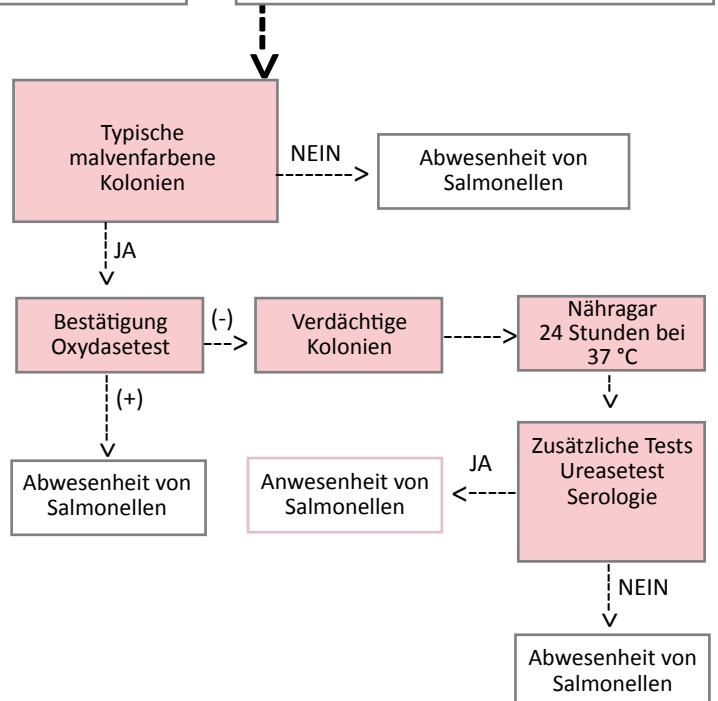 Typische
malvenfarbene
Kolonien
NEIN
Abwesenheit von
Salmonellen
JA
Bestätigung
Oxydasetest
(-)
Verdächtige
Kolonien
Nähragar
24 Stunden bei
37 °C
(+)
Abwesenheit von
Salmonellen
Anwesenheit von
Salmonellen
JA
Zusätzliche Tests
Ureasetest
Serologie
NEIN
Abwesenheit von
Salmonellen